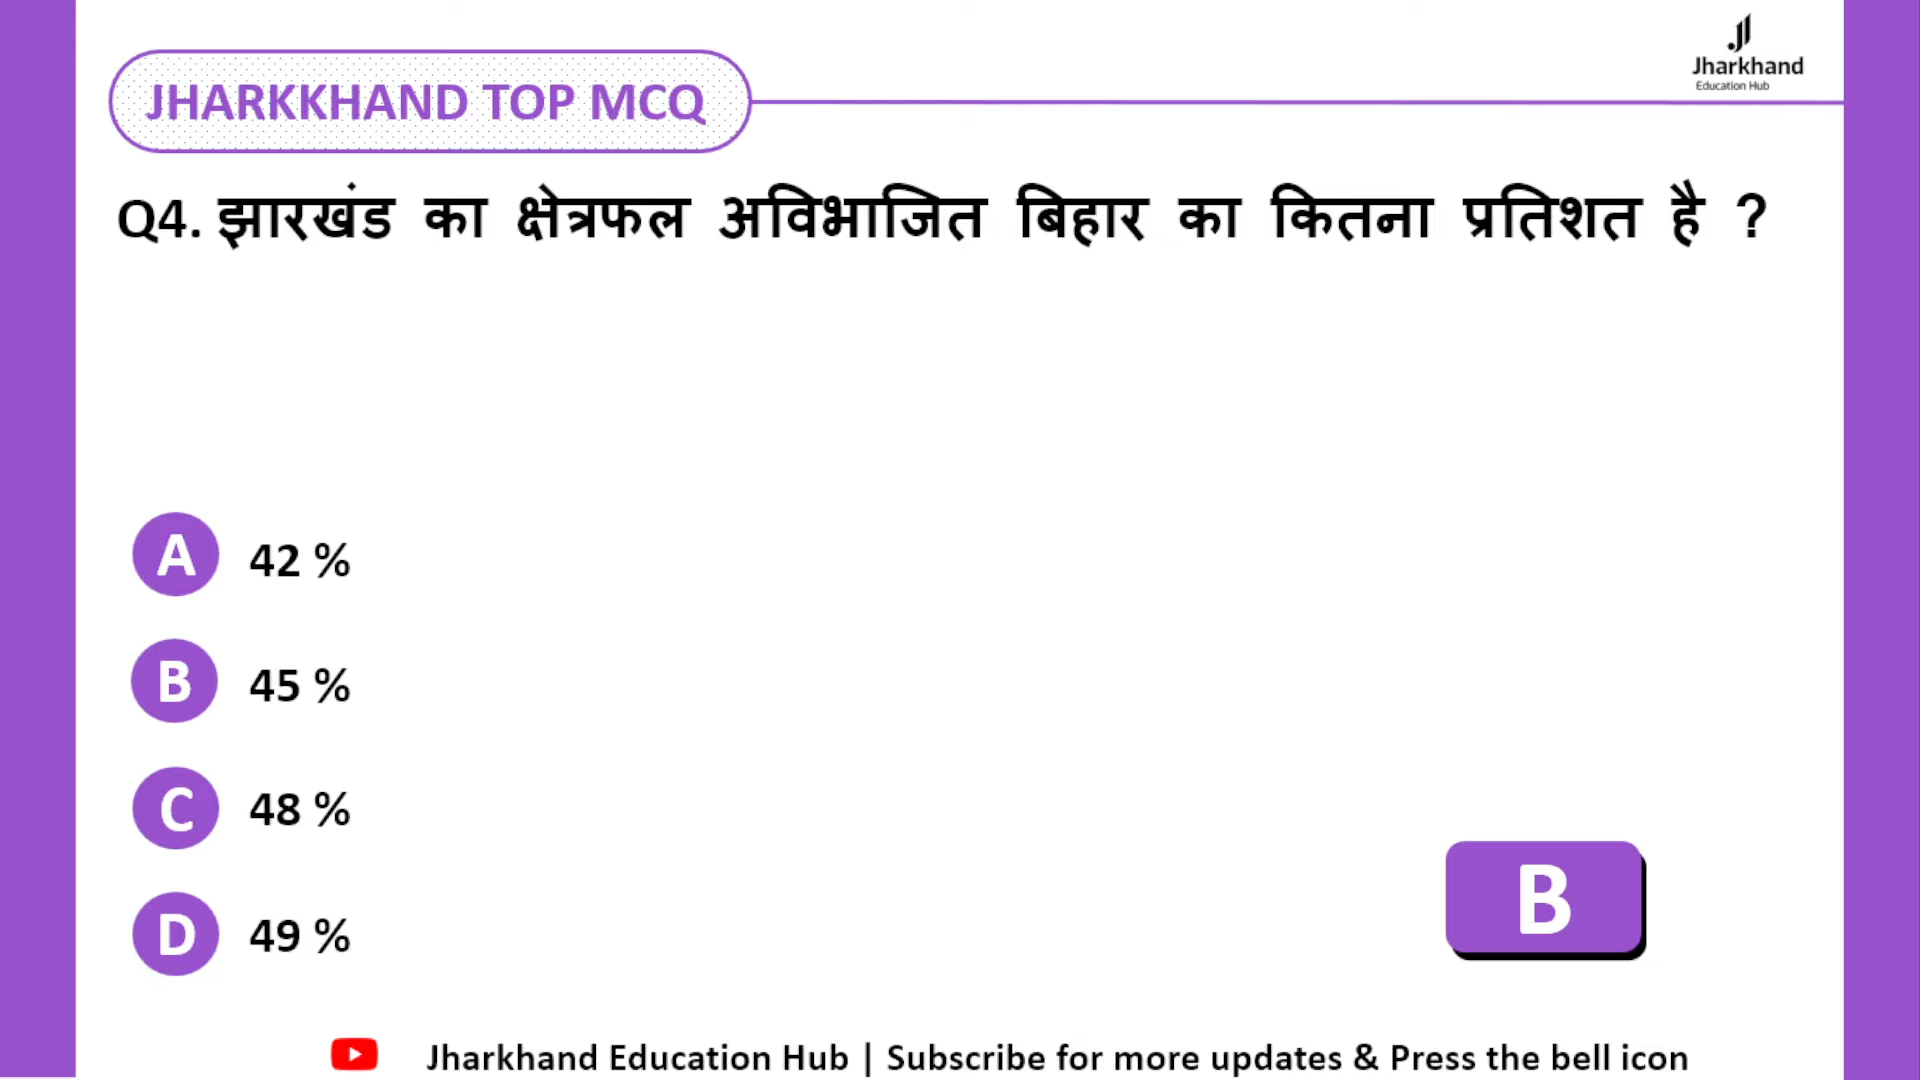 Jharkhand
Education Hub
JHARKKHAND TOP MCQ
Q4. झारखंड का क्षेत्रफल अविभाजित बिहार का कितना प्रतिशत है ?
A 42 %
B 45 %
C 48 %
D 49 %
B
Jharkhand Education Hub | Subscribe for more updates & Press the bell icon